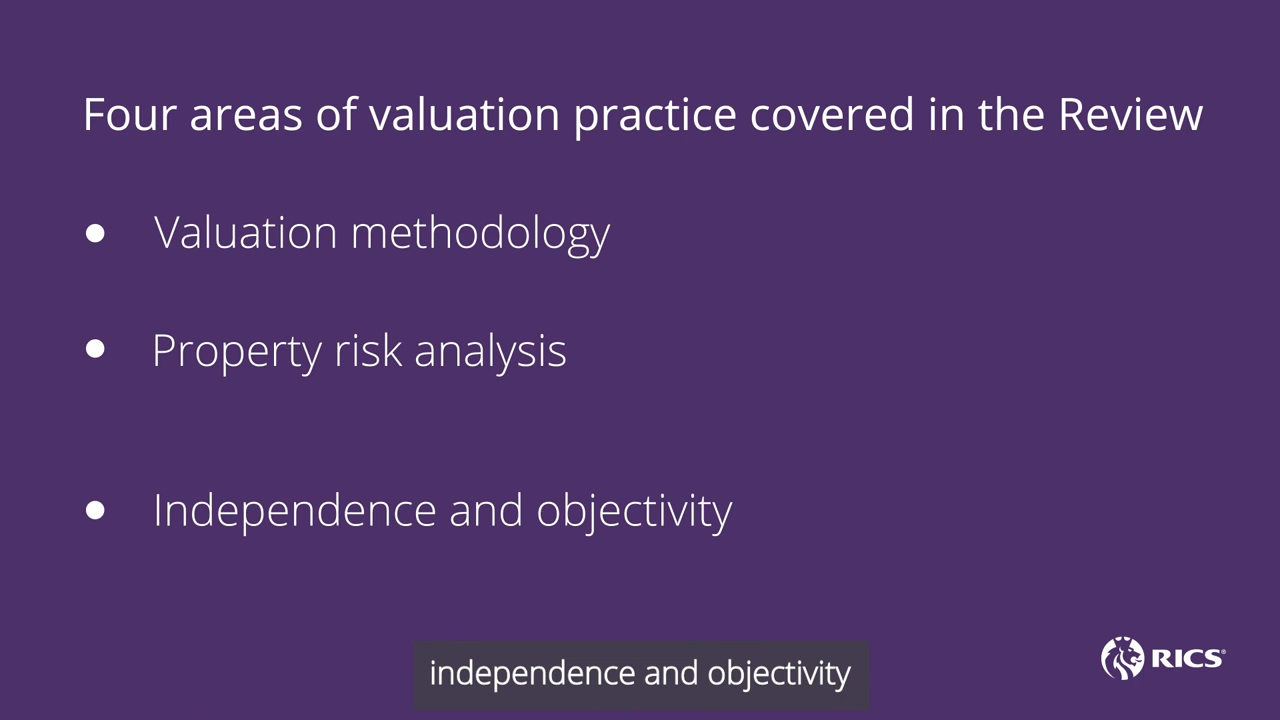 Four areas of valuation practice covered in the Review
● Valuation methodology
● Property risk analysis
● Independence and objectivity
independence and objectivity
RICS®